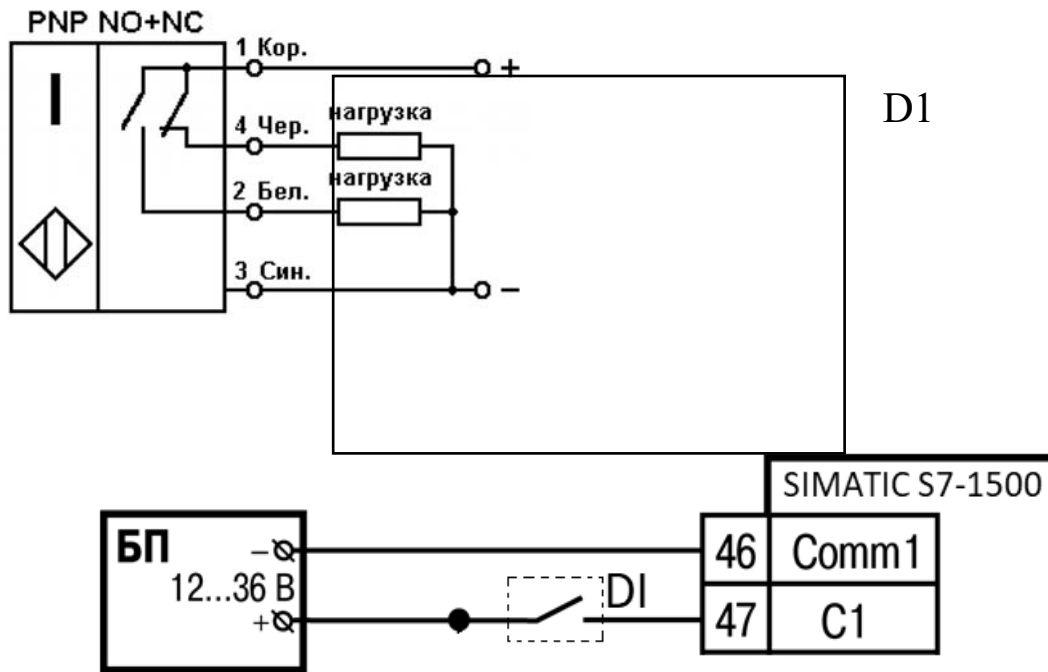 PNP NO+NC
1 Кор.
+
D1
нагрузка
4 Чер.
нагрузка
2 Бел.
3 Син.
−
SIMATIC S7-1500
БП
−
46
Comm1
12...36 В
DI
+
47
C1